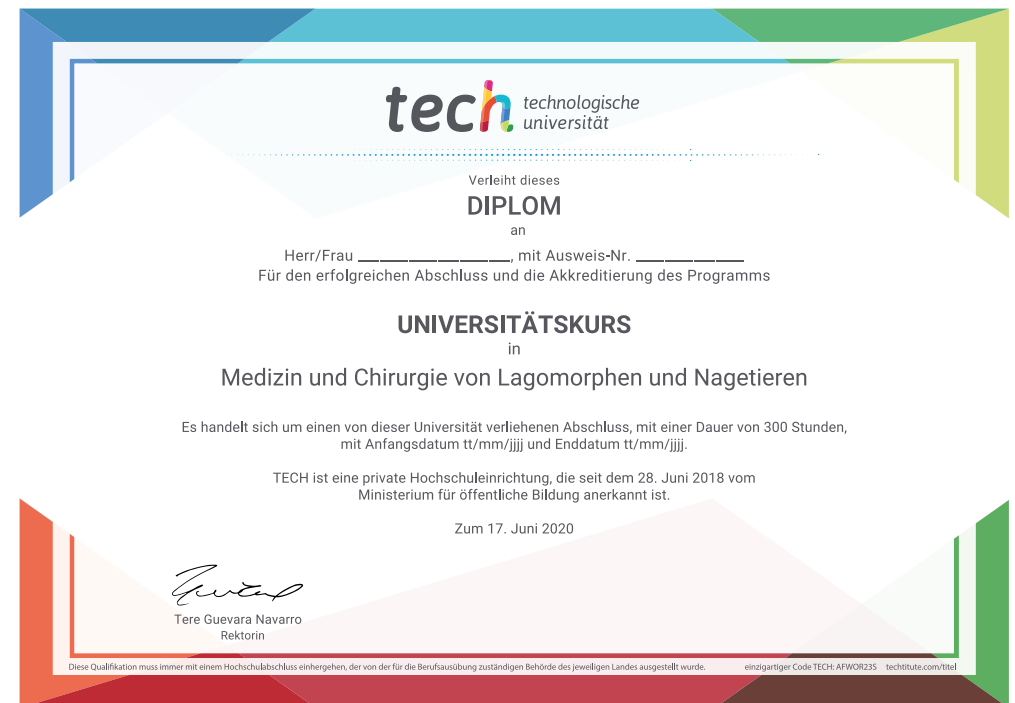 tech technologische
universität
Verleiht dieses
DIPLOM
an
Herr/Frau ____________________, mit Ausweis-Nr. ______________
Für den erfolgreichen Abschluss und die Akkreditierung des Programms
UNIVERSITÄTSKURS
in
Medizin und Chirurgie von Lagomorphen und Nagetieren
Es handelt sich um einen von dieser Universität verliehenen Abschluss, mit einer Dauer von 300 Stunden,
mit Anfangsdatum tt/mm/jjjj und Enddatum tt/mm/jjjj.
TECH ist eine private Hochschuleinrichtung, die seit dem 28. Juni 2018 vom
Ministerium für öffentliche Bildung anerkannt ist.
Zum 17. Juni 2020
Tere Guevara Navarro
Rektorin
Diese Qualifikation muss immer mit einem Hochschulabschluss einhergehen, der von der für die Berufsausübung zuständigen Behörde des jeweiligen Landes ausgestellt wurde. einzigartiger Code TECH: AFWOR23S techtitute.com/titel